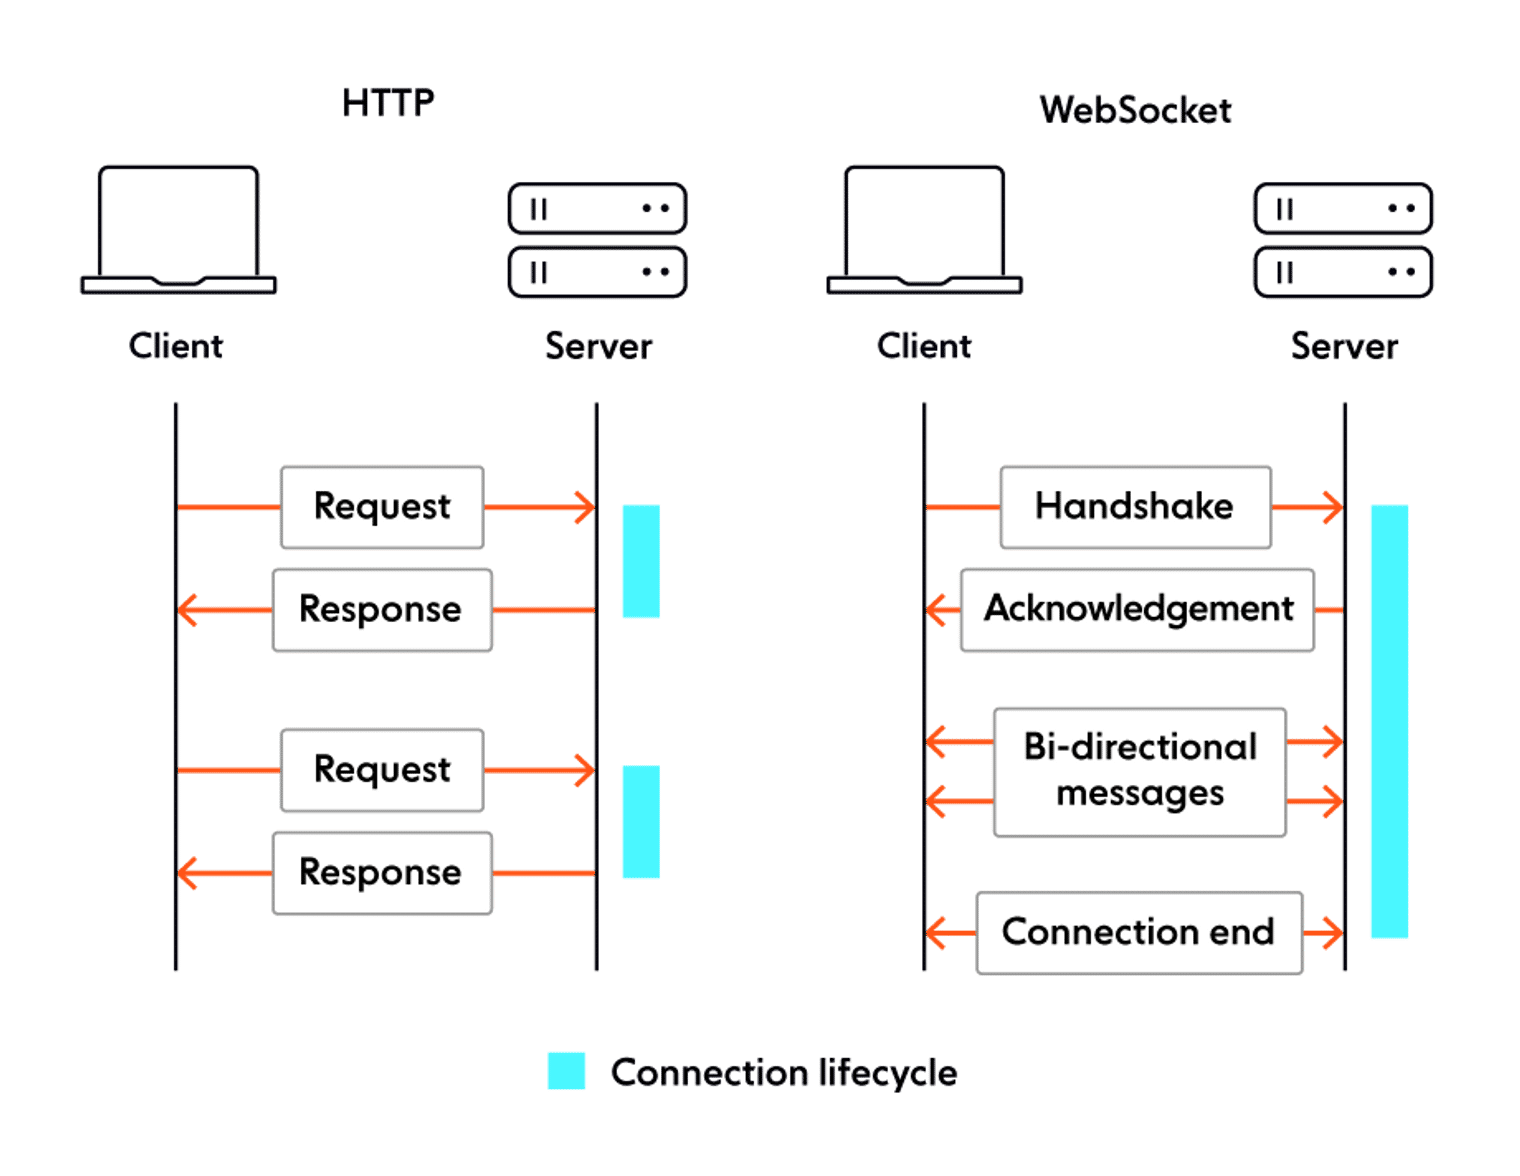 HTTP
Client
Server
Request
Response
Request
Response
WebSocket
Client
Server
Handshake
Acknowledgement
Bi-directional
messages
Connection end
Connection lifecycle